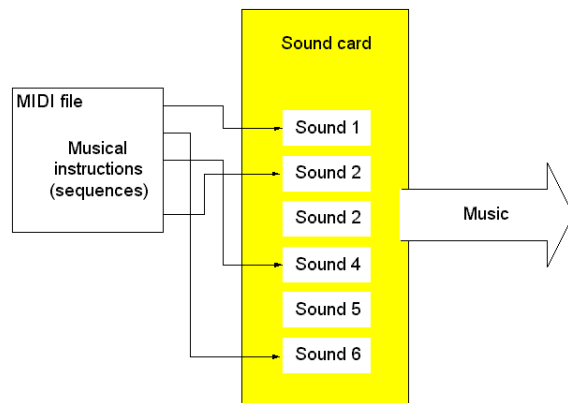 Sound card
MIDI file
Musical
instructions
(sequences)
Sound 1
Sound 2
Sound 2
Sound 4
Sound 5
Sound 6
Music